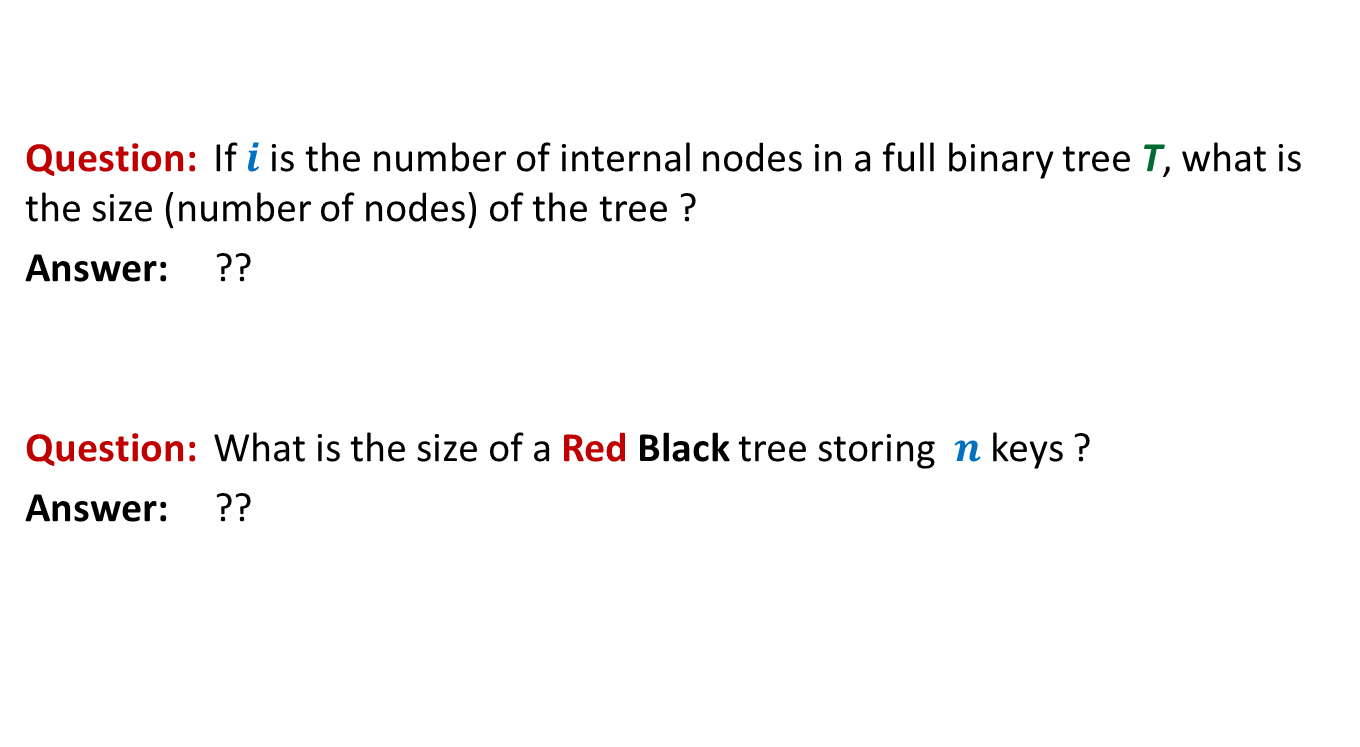 Question: If i is the number of internal nodes in a full binary tree T, what is
the size (number of nodes) of the tree ?
Answer: ??
Question: What is the size of a Red Black tree storing n keys ?
Answer: ??